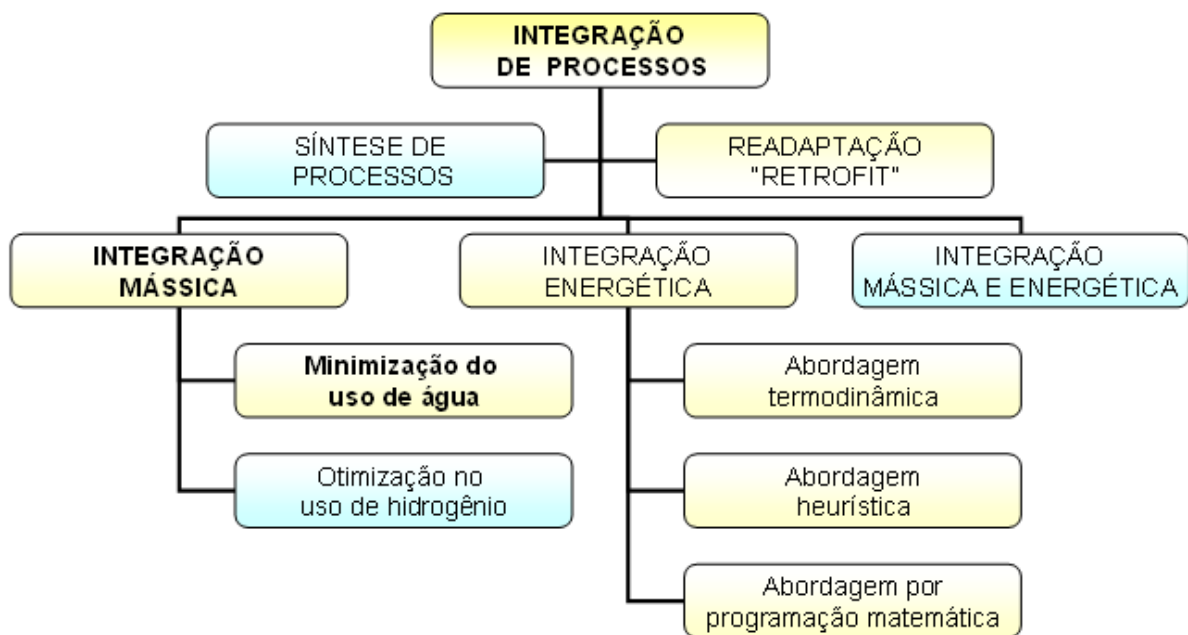 INTEGRAÇÃO
DE PROCESSOS
SÍNTESE DE
PROCESSOS
READAPTAÇÃO
"RETROFIT"
INTEGRAÇÃO
MÁSSICA
INTEGRAÇÃO
ENERGÉTICA
INTEGRAÇÃO
MÁSSICA E ENERGÉTICA
Minimização do
uso de água
Abordagem
termodinâmica
Otimização no
uso de hidrogênio
Abordagem
heurística
Abordagem por
programação matemática